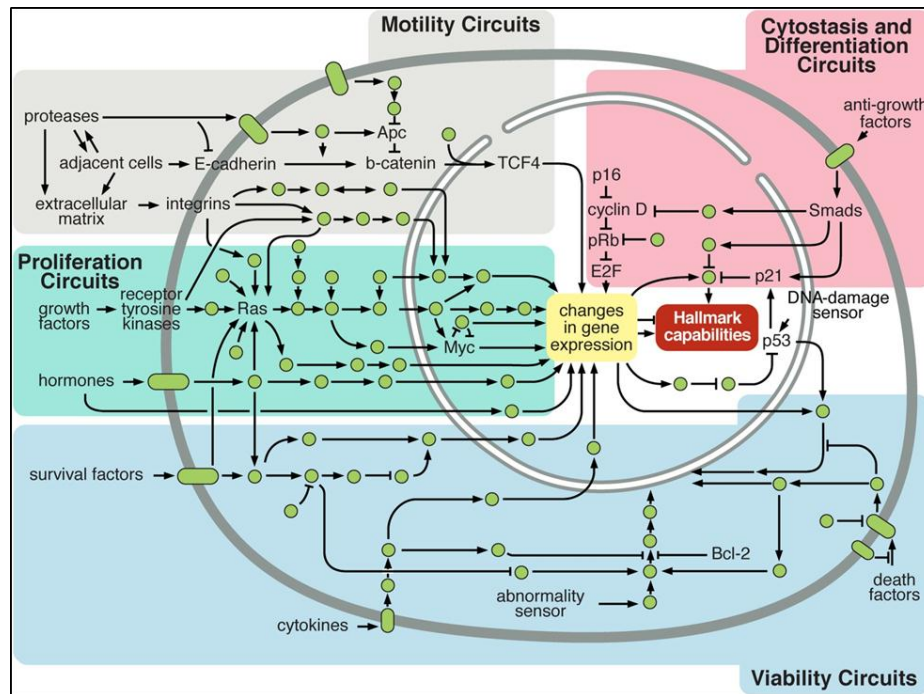 Motility Circuits
Cytostasis and
Differentiation
Circuits
proteases
adjacent cells
extracellular
matrix
E-cadherin
integrins
Apc
b-catenin
TCF4
anti-growth
factors
p16
cyclin D
pRb
E2F
Smads
p21
DNA-damage
sensor
p53
Proliferation
Circuits
growth
factors
receptor
tyrosine
kinases
Ras
Myc
changes
in gene
expression
Hallmark
capabilities
hormones
survival factors
Bcl-2
abnormality
sensor
cytokines
death
factors
Viability Circuits